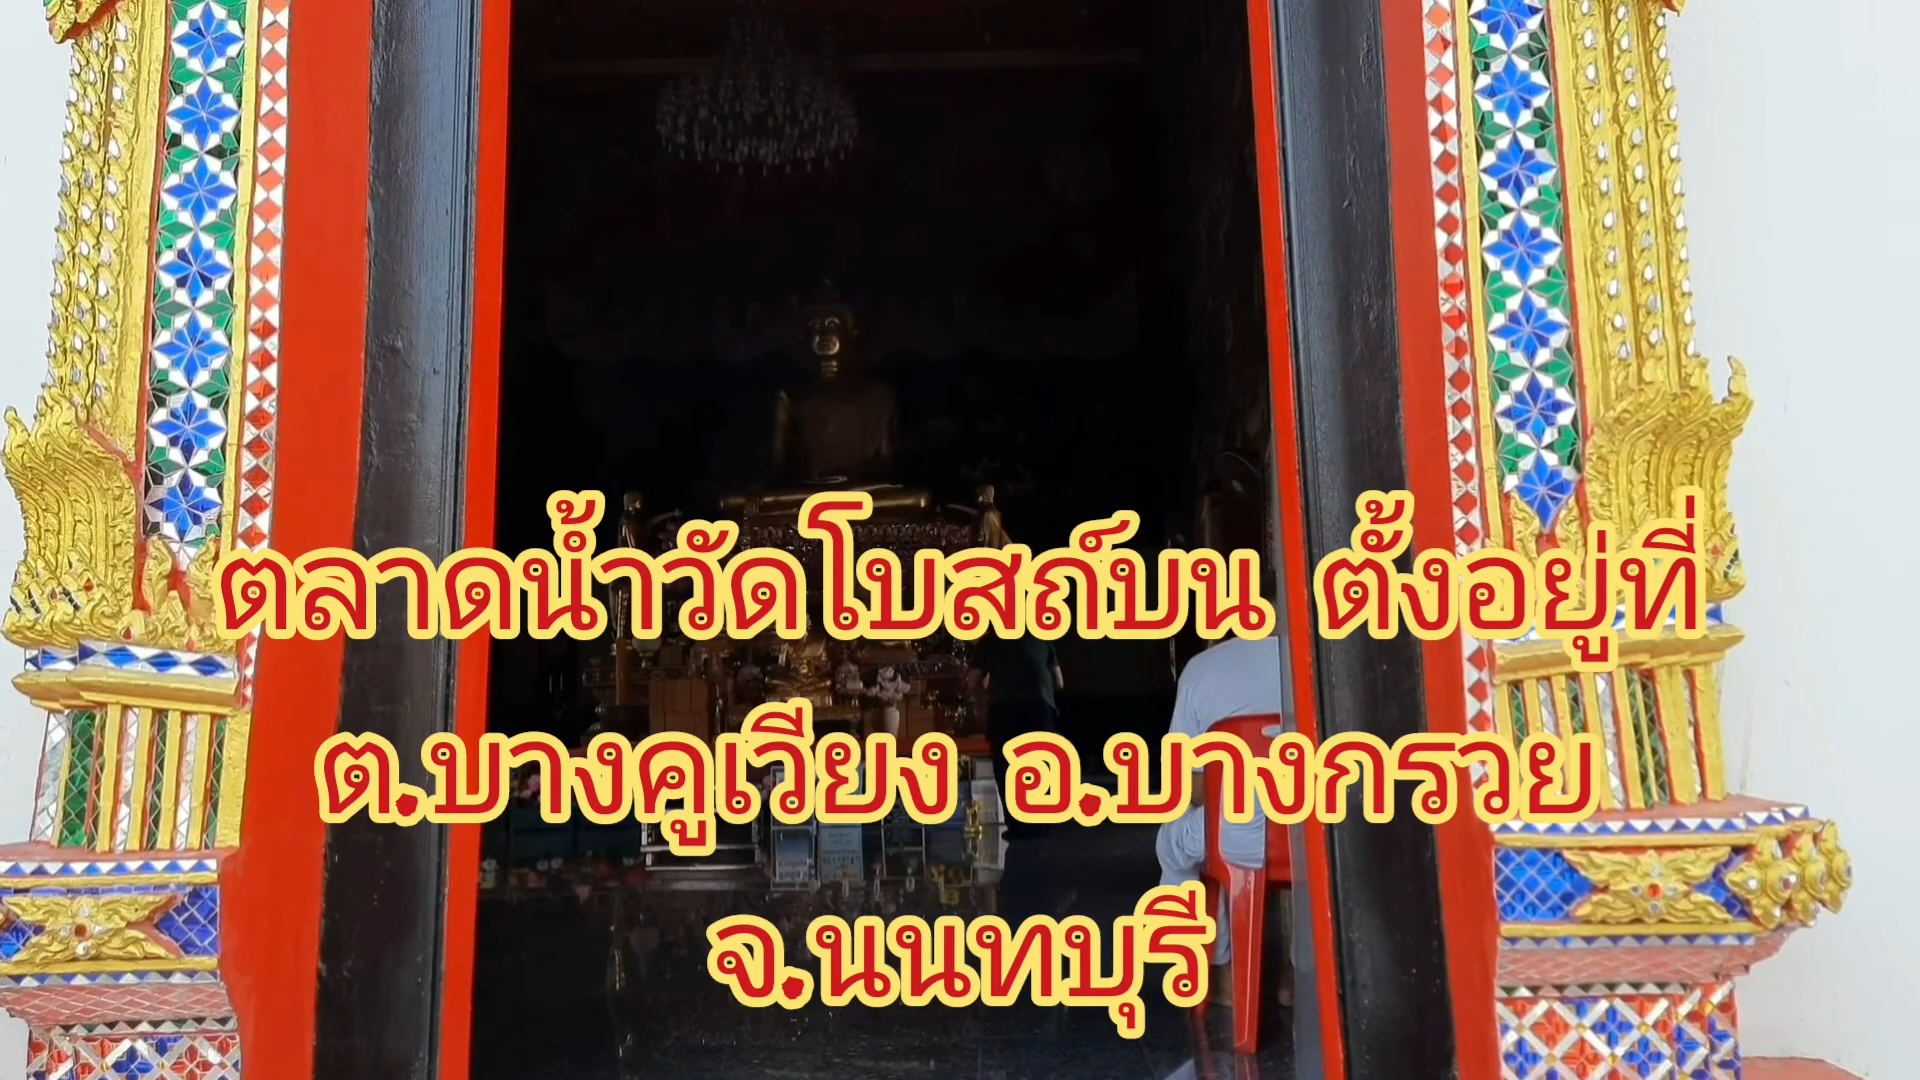 ตลาดน้ำวัดโบสถ์บน ตั้งอยู่ที่
ต.บางคูเวียง อ.บางกรวย
จ.นนทบุรี